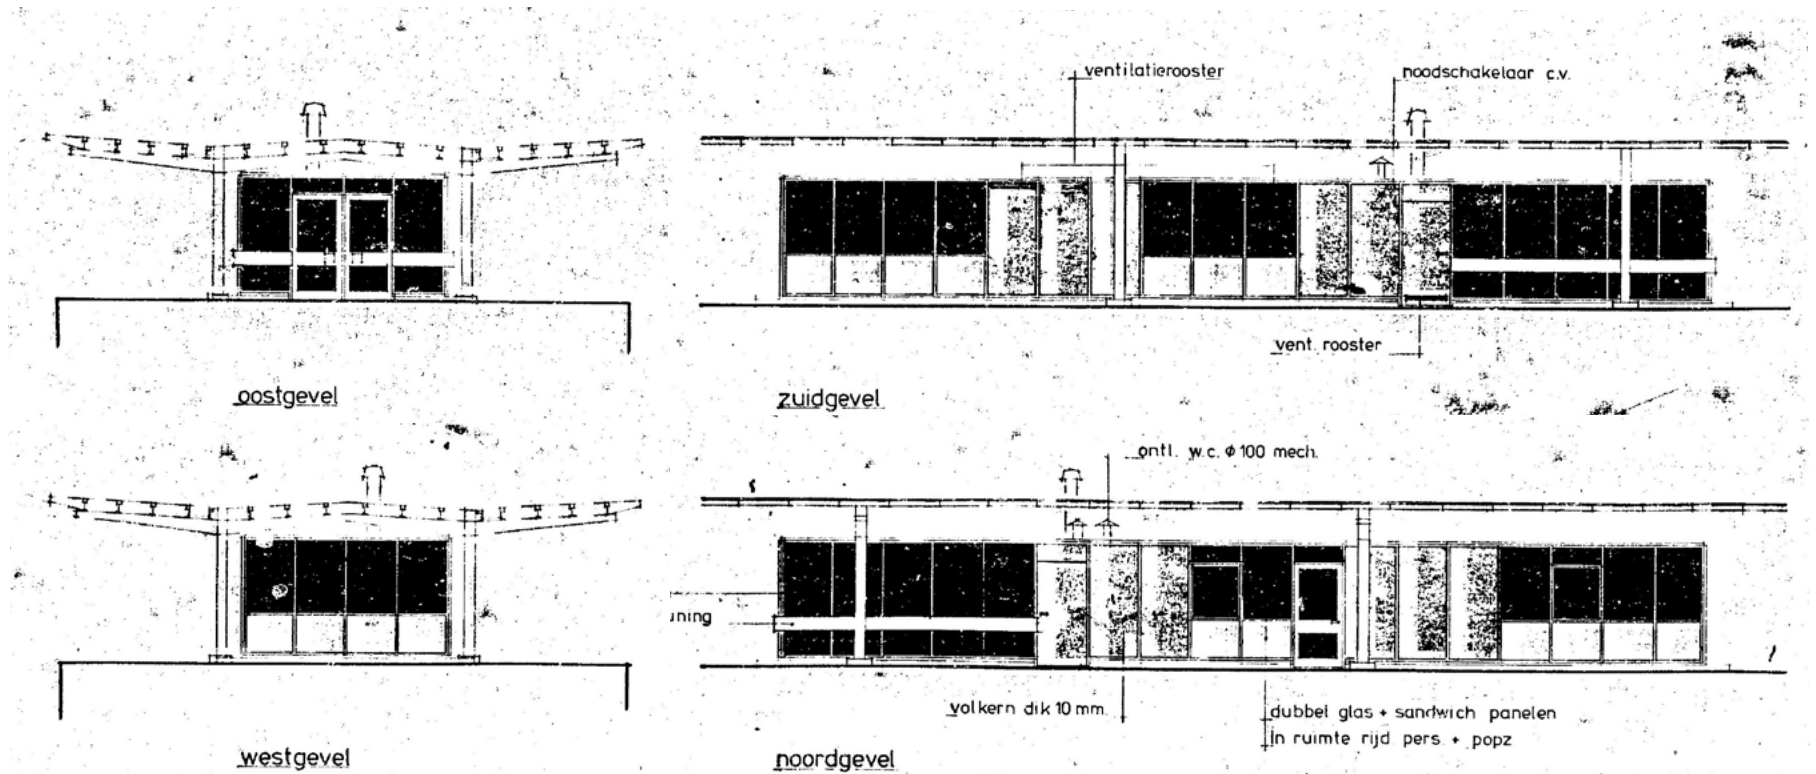 ventilatierooster
noodschakelaar c.v.
vent. rooster
oostgevel
zuidgevel
ontl. w.c. ϕ 100 mech.
volkern dik 10 mm.
dubbel glas + sandwich panelen
in ruimte rijd. pers. + popz
westgevel
noordgevel